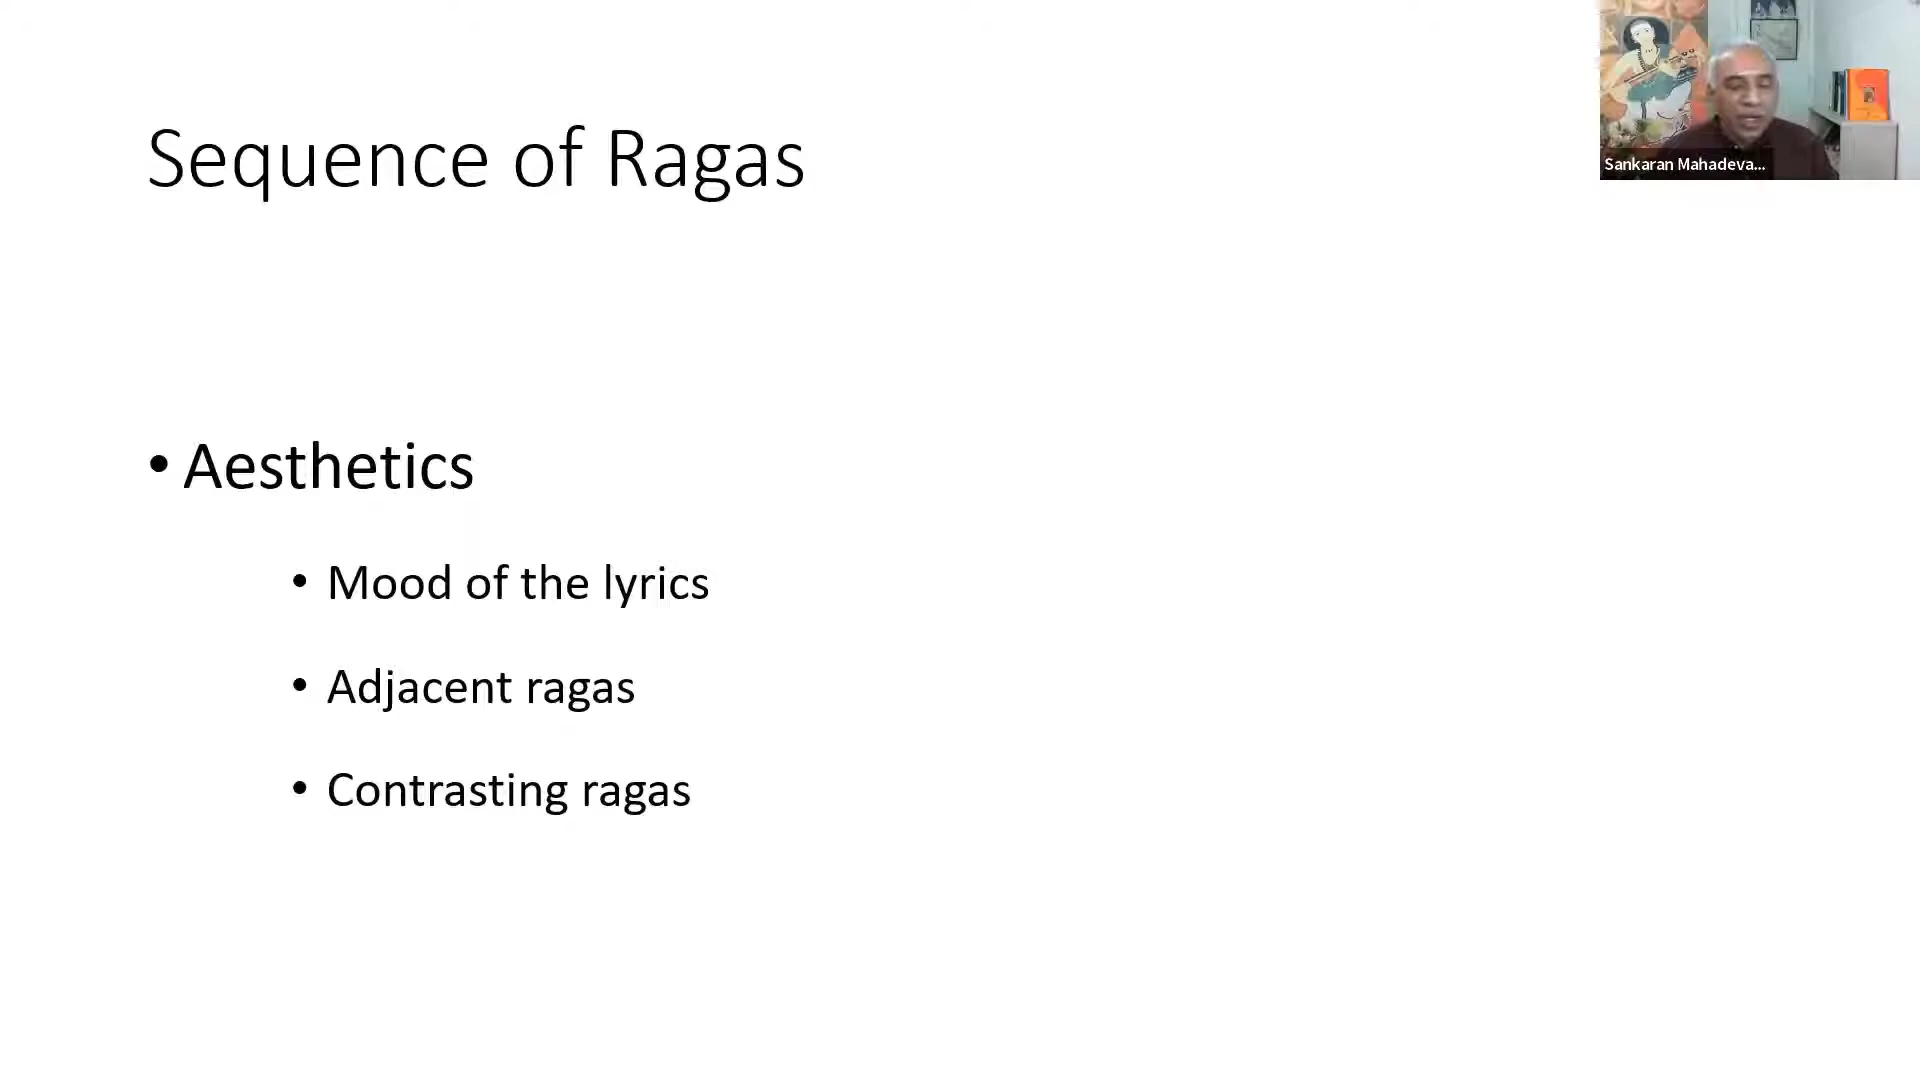 Sequence of Ragas
• Aesthetics
• Mood of the lyrics
• Adjacent ragas
• Contrasting ragas
Sankaran Mahadeva...